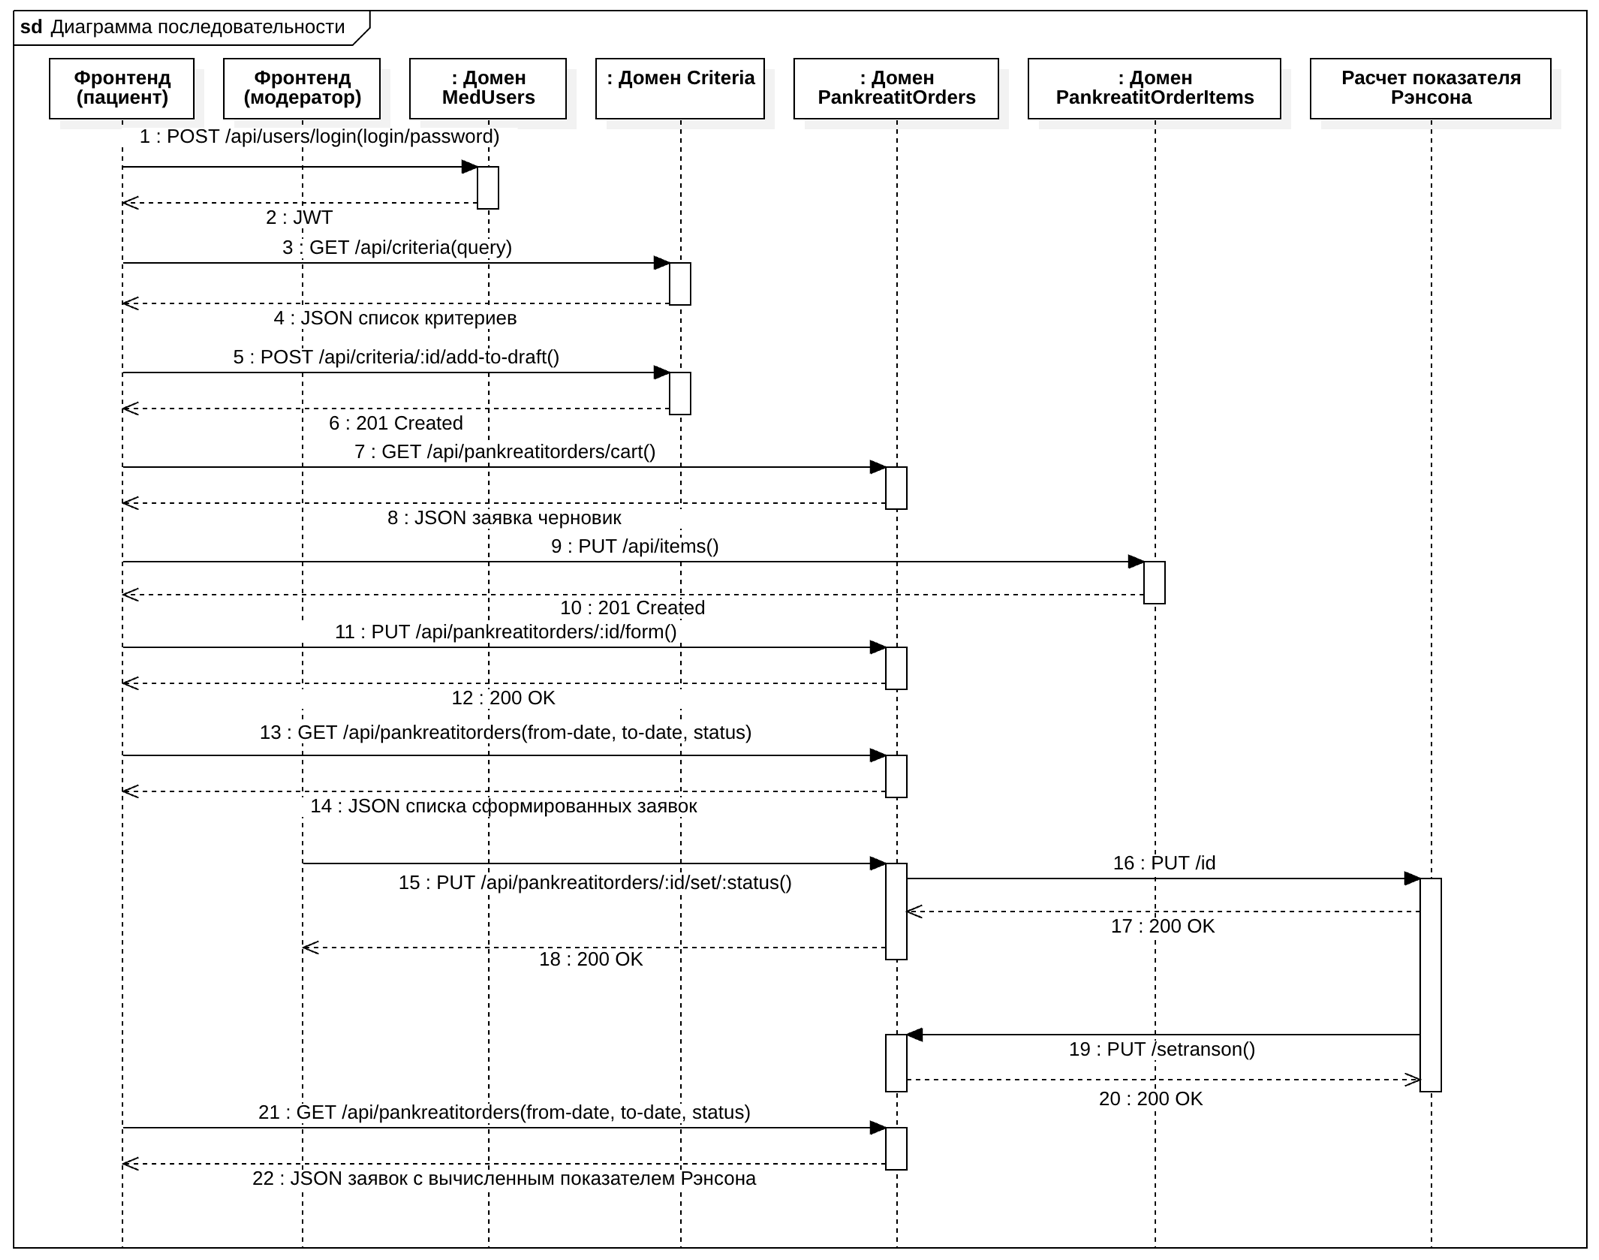 sd Диаграмма последовательности
Фронтенд
(пациент)
Фронтенд
(модератор)
: Домен
MedUsers
: Домен Criteria
: Домен
PankreatitOrders
: Домен
PankreatitOrderItems
Расчет показателя
Рэнсона
1 : POST /api/users/login(login/password)
2 : JWT
3 : GET /api/criteria(query)
4 : JSON список критериев
5 : POST /api/criteria/:id/add-to-draft()
6 : 201 Created
7 : GET /api/pankreatitorders/cart()
8 : JSON заявка черновик
9 : PUT /api/items()
10 : 201 Created
11 : PUT /api/pankreatitorders/:id/form()
12 : 200 OK
13 : GET /api/pankreatitorders(from-date, to-date, status)
14 : JSON списка сформированных заявок
15 : PUT /api/pankreatitorders/:id/set/:status()
16 : PUT /id
17 : 200 OK
18 : 200 OK
19 : PUT /setranson()
20 : 200 OK
21 : GET /api/pankreatitorders(from-date, to-date, status)
22 : JSON заявок с вычисленным показателем Рэнсона